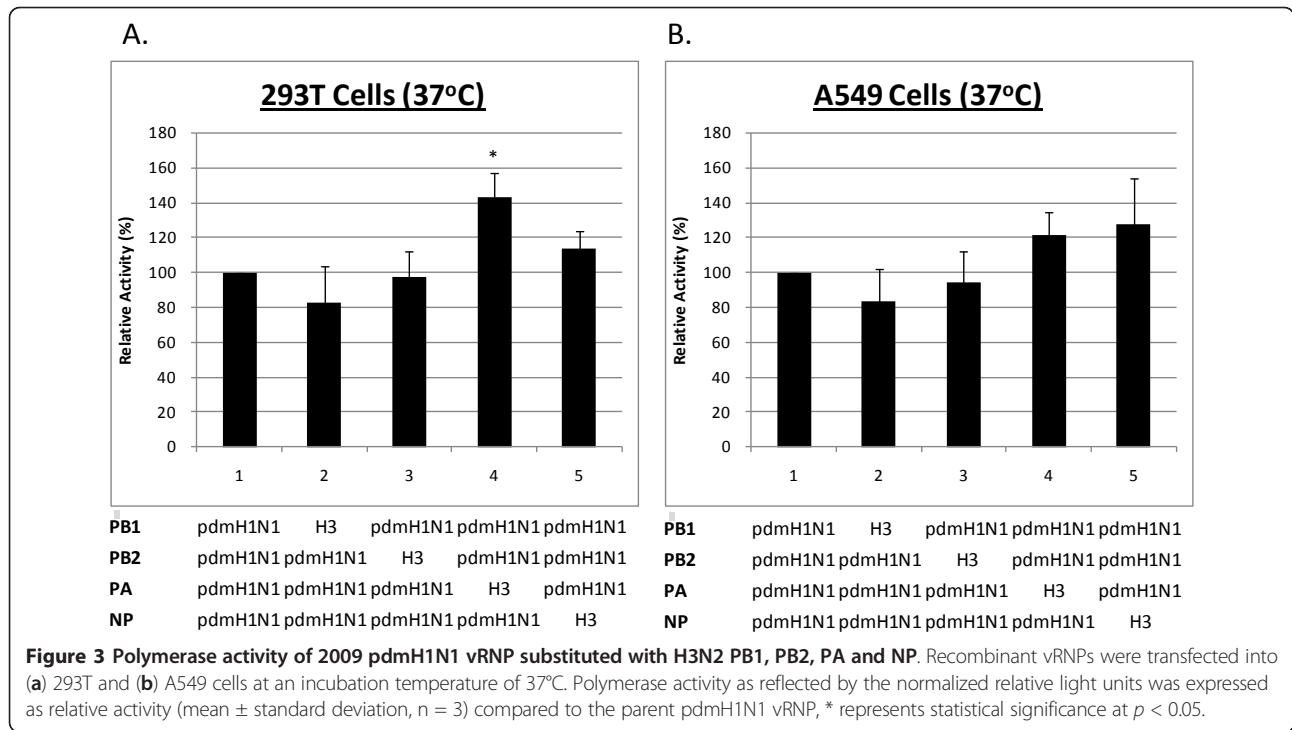 A.
293T Cells (37°C)
Relative Activity (%)
180
160
140
120
100
80
60
40
20
0
*
1 2 3 4 5
PB1 pdmH1N1 H3 pdmH1N1 pdmH1N1 pdmH1N1
PB2 pdmH1N1 pdmH1N1 H3 pdmH1N1 pdmH1N1
PA pdmH1N1 pdmH1N1 pdmH1N1 H3 pdmH1N1
NP pdmH1N1 pdmH1N1 pdmH1N1 pdmH1N1 H3
B.
A549 Cells (37°C)
Relative Activity (%)
180
160
140
120
100
80
60
40
20
0
1 2 3 4 5
PB1 pdmH1N1 H3 pdmH1N1 pdmH1N1 pdmH1N1
PB2 pdmH1N1 pdmH1N1 H3 pdmH1N1 pdmH1N1
PA pdmH1N1 pdmH1N1 pdmH1N1 H3 pdmH1N1
NP pdmH1N1 pdmH1N1 pdmH1N1 pdmH1N1 H3
Figure 3 Polymerase activity of 2009 pdmH1N1 vRNP substituted with H3N2 PB1, PB2, PA and NP. Recombinant vRNPs were transfected into
(a) 293T and (b) A549 cells at an incubation temperature of 37°C. Polymerase activity as reflected by the normalized relative light units was expressed
as relative activity (mean ± standard deviation, n = 3) compared to the parent pdmH1N1 vRNP, * represents statistical significance at p < 0.05.